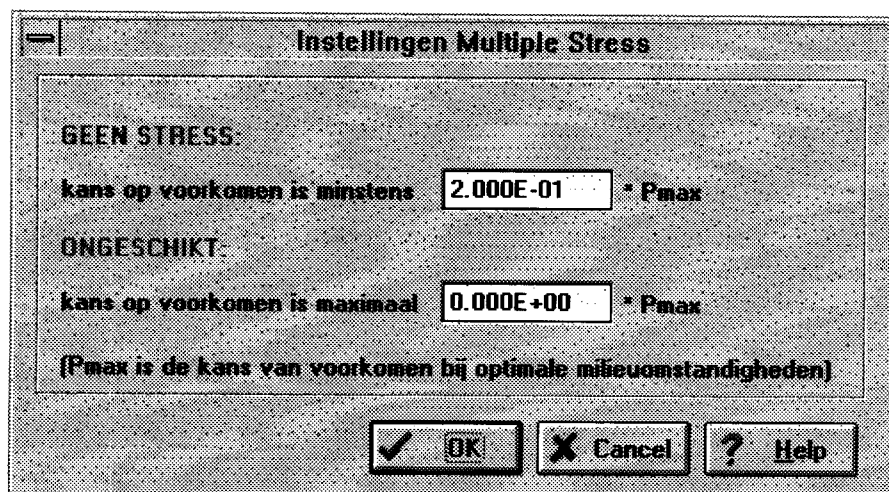 Instellingen Multiple Stress
GEEN STRESS:
kans op voorkomen is minstens 2.000E-01 * Pmax
ONGESCHIKT:
kans op voorkomen is maximaal 0.000E+00 * Pmax
(Pmax is de kans van voorkomen bij optimale milieuomstandigheden)
OK Cancel Help